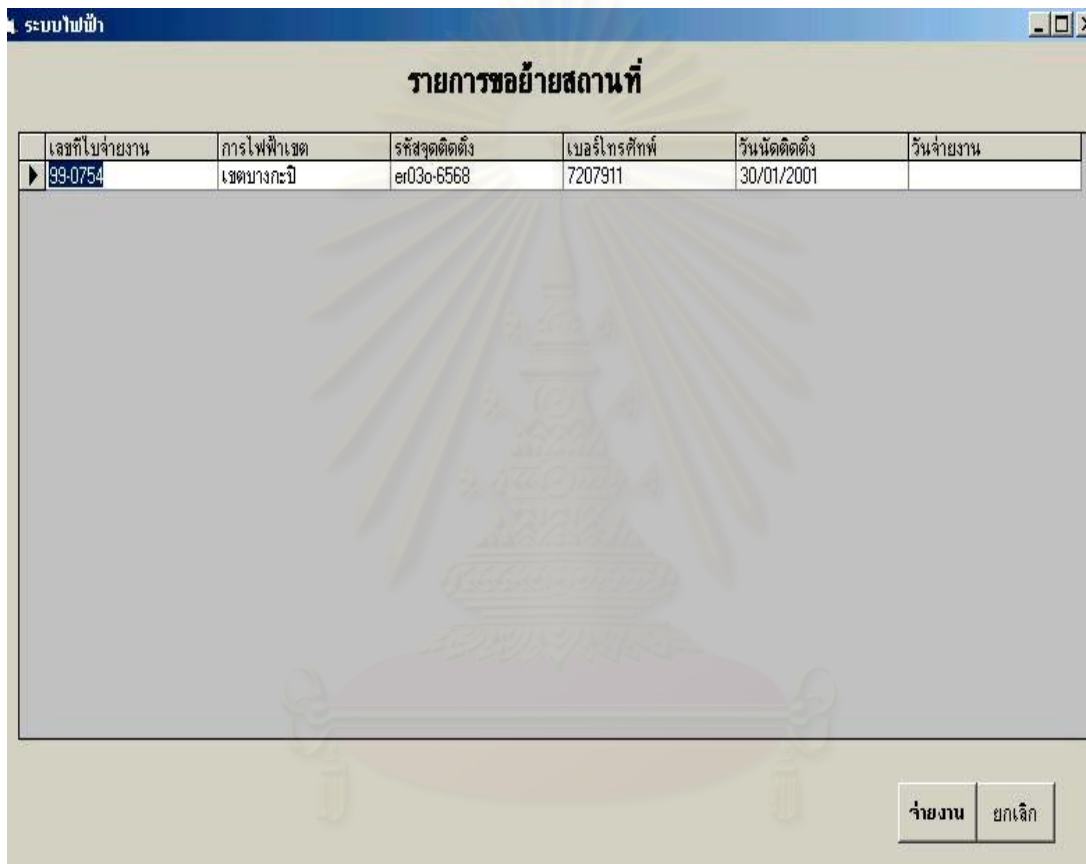 ระบบไฟฟ้า
รายการขอย้ายสถานที่
เลขที่ใบจ่ายงาน การไฟฟ้าเขต รหัสจุดติดตั้ง เบอร์โทรศัพท์ วันนัดติดตั้ง วันจ่ายงาน
99-0754 เขตบางกะปิ er03o-6568 7207911 30/01/2001
จ่ายงาน ยกเลิก